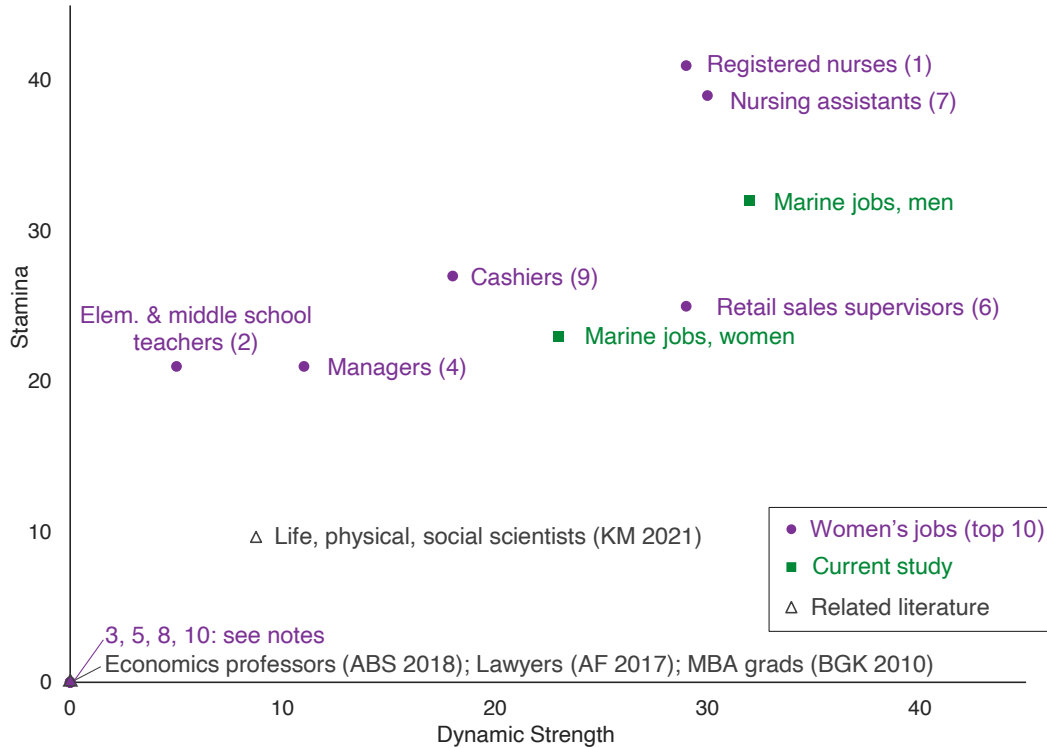 40
30
20
10
0
Stamina
Registered nurses (1)
Nursing assistants (7)
Marine jobs, men
Cashiers (9)
Retail sales supervisors (6)
Elem. & middle school
teachers (2)
Marine jobs, women
Managers (4)
Life, physical, social scientists (KM 2021)
Women’s jobs (top 10)
Current study
Related literature
3, 5, 8, 10: see notes
Economics professors (ABS 2018); Lawyers (AF 2017); MBA grads (BGK 2010)
0
10
20
30
40
Dynamic Strength